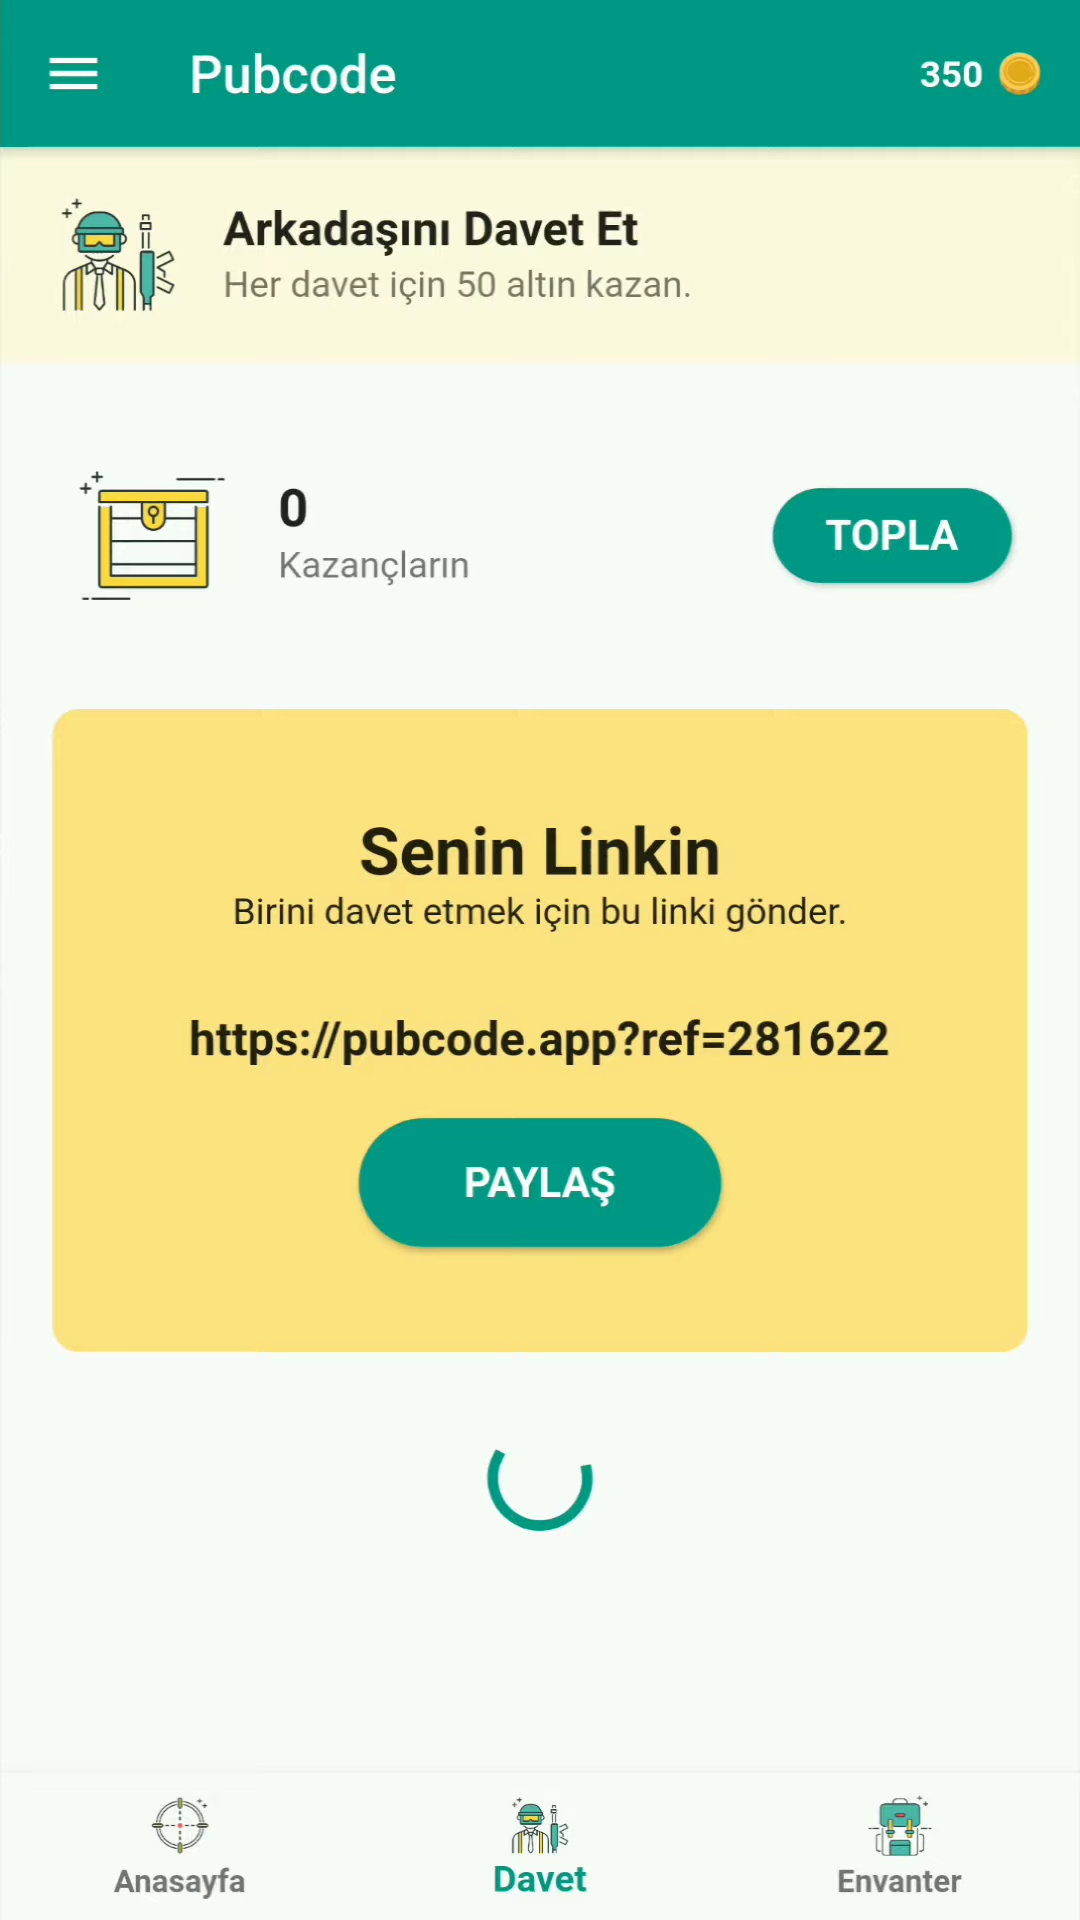 Pubcode
350
Arkadaşını Davet Et
Her davet için 50 altın kazan.
0
Kazançların
TOPLA
Senin Linkin
Birini davet etmek için bu linki gönder.
https://pubcode.app?ref=281622
PAYLAŞ
Anasayfa
Davet
Envanter